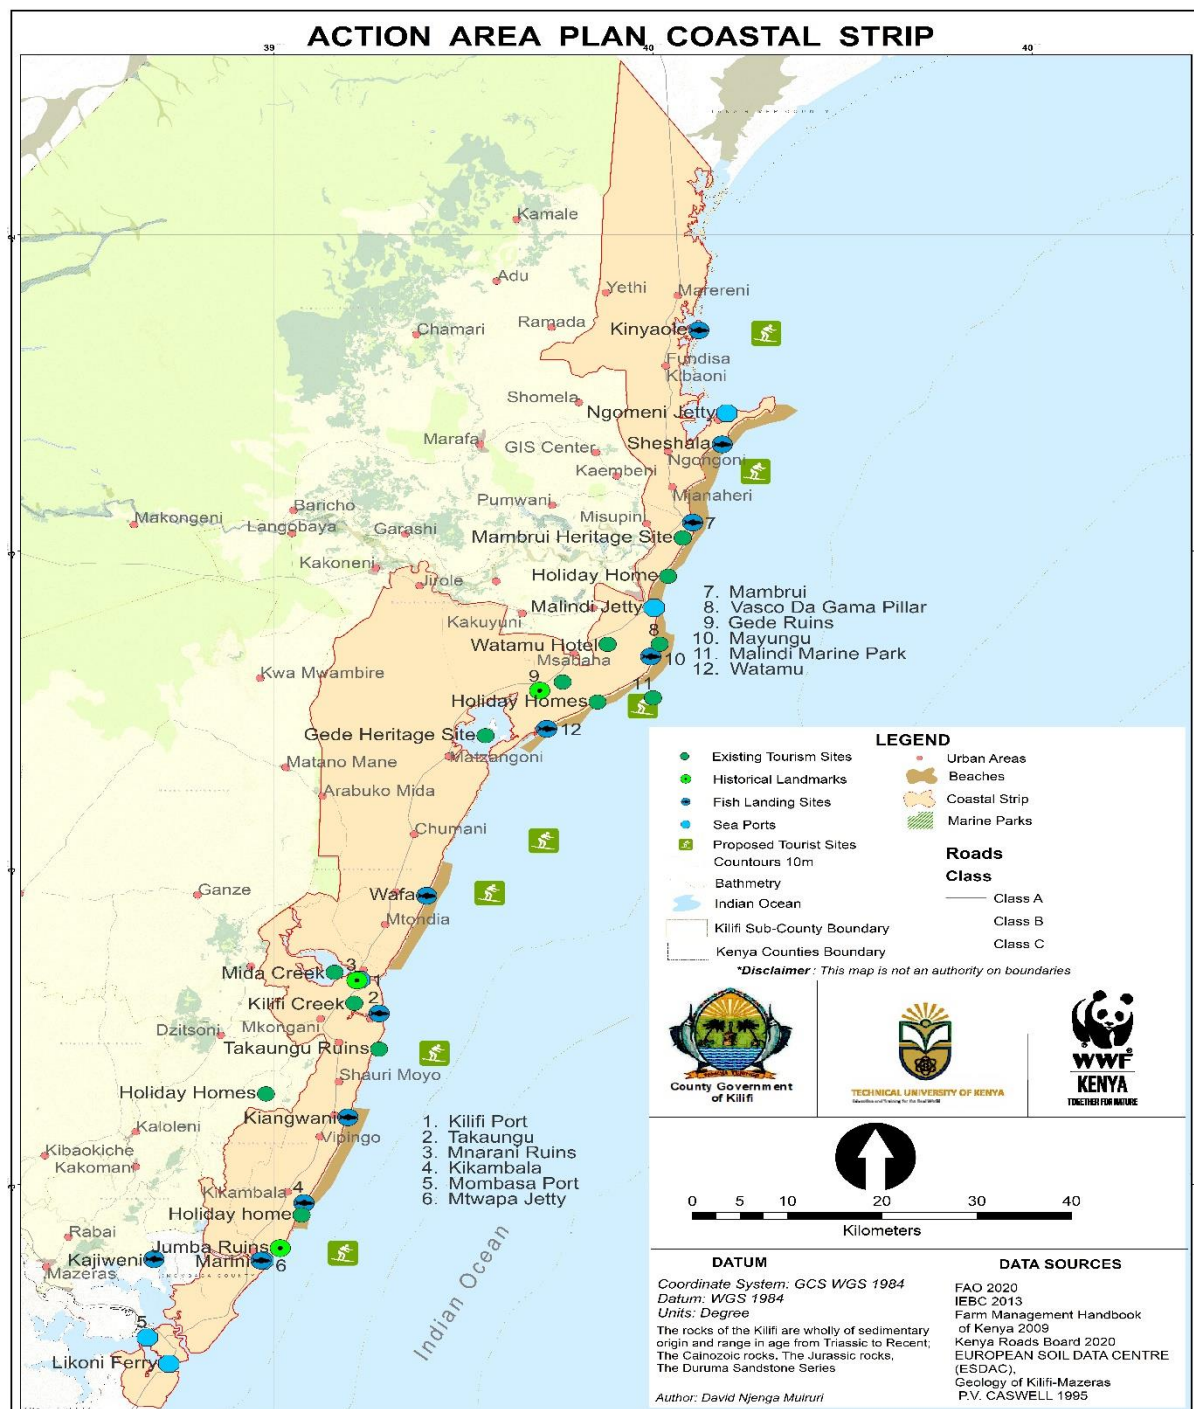 ACTION AREA PLAN COASTAL STRIP
39
40
40
Kamale
Adu
Yethi
Marereni
Ramada
Chamari
Kinyaole
Fundisa
Kibaoni
Shomela
Ngomeni Jetty
Marafa
GIS Center
Sheshala
Ngongoni
Kaembeni
Mjanaheri
Pumwani
Baricho
Makongeni
Langobaya
Garashi
Misupini
7
Mambrui Heritage Site
Kakoneni
Jirole
Holiday Home
Malindi Jetty
Kakuyuni
8
Watamu Hotel
Msabaha
10
Kwa Mwambire
9
11
Holiday Homes
12
Gede Heritage Site
Matzangoni
Matano Mane
Arabuko Mida
Chumani
Ganze
Wafa
Mtondia
3
Mida Creek
1
Kilifi Creek
2
Mkongani
Dzitsoni
Takaungu Ruins
Shauri Moyo
Holiday Homes
Kiangwani
Vipingo
Kaloleni
Kibaokiche
Kakoman
Kikambala
4
Holiday home
Rabai
Jumba Ruins
Kajiweni
Marini
6
Mazeras
5
Likoni Ferry
Indian Ocean
7. Mambrui
8. Vasco Da Gama Pillar
9. Gede Ruins
10. Mayungu
11. Malindi Marine Park
12. Watamu
1. Kilifi Port
2. Takaungu
3. Mnarani Ruins
4. Kikambala
5. Mombasa Port
6. Mtwapa Jetty
LEGEND
Existing Tourism Sites
Historical Landmarks
Fish Landing Sites
Sea Ports
Proposed Tourist Sites
Countours 10m
Bathmetry
Indian Ocean
Kilifi Sub-County Boundary
Kenya Counties Boundary
Urban Areas
Beaches
Coastal Strip
Marine Parks
Roads
Class
Class A
Class B
Class C
*Disclaimer : This map is not an authority on boundaries
County Government
of Kilifi
TECHNICAL UNIVERSITY OF KENYA
WWF
KENYA
TOGETHER FOR NATURE
0 5 10 20 30 40
Kilometers
DATUM
Coordinate System: GCS WGS 1984
Datum: WGS 1984
Units: Degree
The rocks of the Kilifi are wholly of sedimentary
origin and range in age from Triassic to Recent;
The Cainozoic rocks, The Jurassic rocks,
The Duruma Sandstone Series
Author: David Njenga Muiruri
DATA SOURCES
FAO 2020
IEBC 2013
Farm Management Handbook
of Kenya 2009
Kenya Roads Board 2020
EUROPEAN SOIL DATA CENTRE
(ESDAC),
Geology of Kilifi-Mazeras
P.V. CASWELL 1995